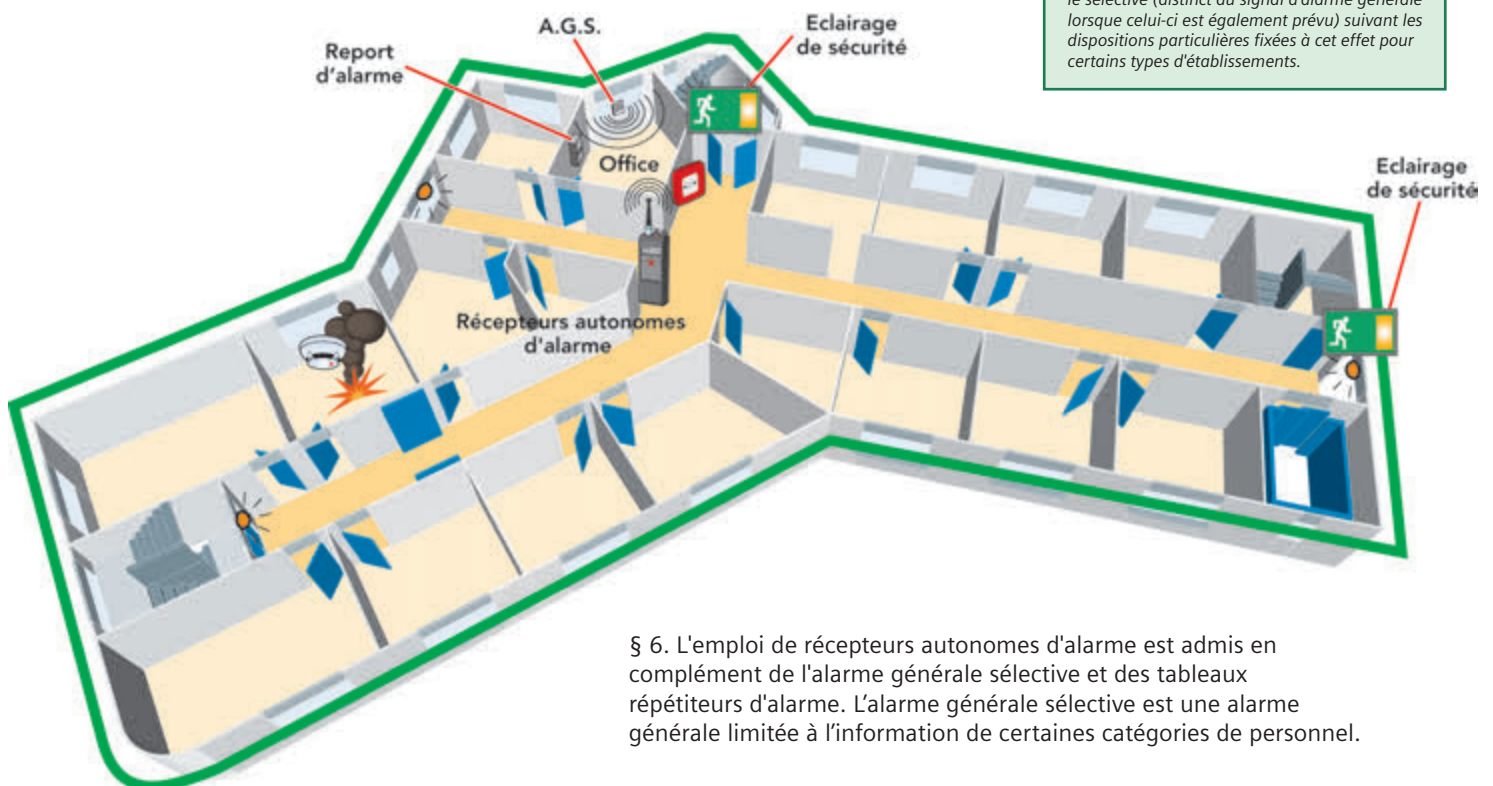 le sélective (distinct du signal d'alarme générale
lorsque celui-ci est également prévu) suivant les
dispositions particulières fixées à cet effet pour
certains types d'établissements.
A.G.S.
Eclairage
de sécurité
Report
d'alarme
Office
Eclairage
de sécurité
Récepteurs autonomes
d'alarme
§ 6. L'emploi de récepteurs autonomes d'alarme est admis en
complément de l'alarme générale sélective et des tableaux
répétiteurs d'alarme. L’alarme générale sélective est une alarme
générale limitée à l’information de certaines catégories de personnel.